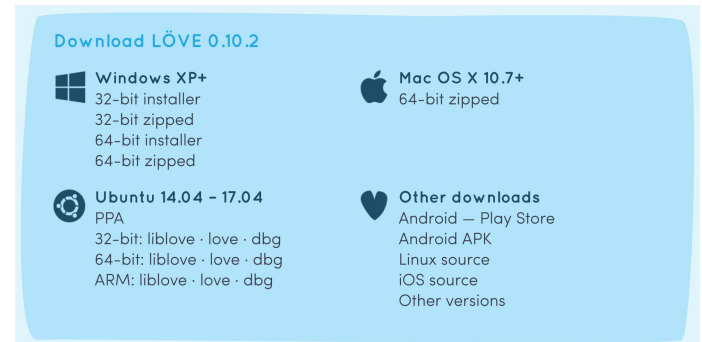 Download LÖVE 0.10.2
Windows XP+
32-bit installer
32-bit zipped
64-bit installer
64-bit zipped
Mac OS X 10.7+
64-bit zipped
Ubuntu 14.04 – 17.04
PPA
32-bit: liblove · love · dbg
64-bit: liblove · love · dbg
ARM: liblove · love · dbg
Other downloads
Android — Play Store
Android APK
Linux source
iOS source
Other versions